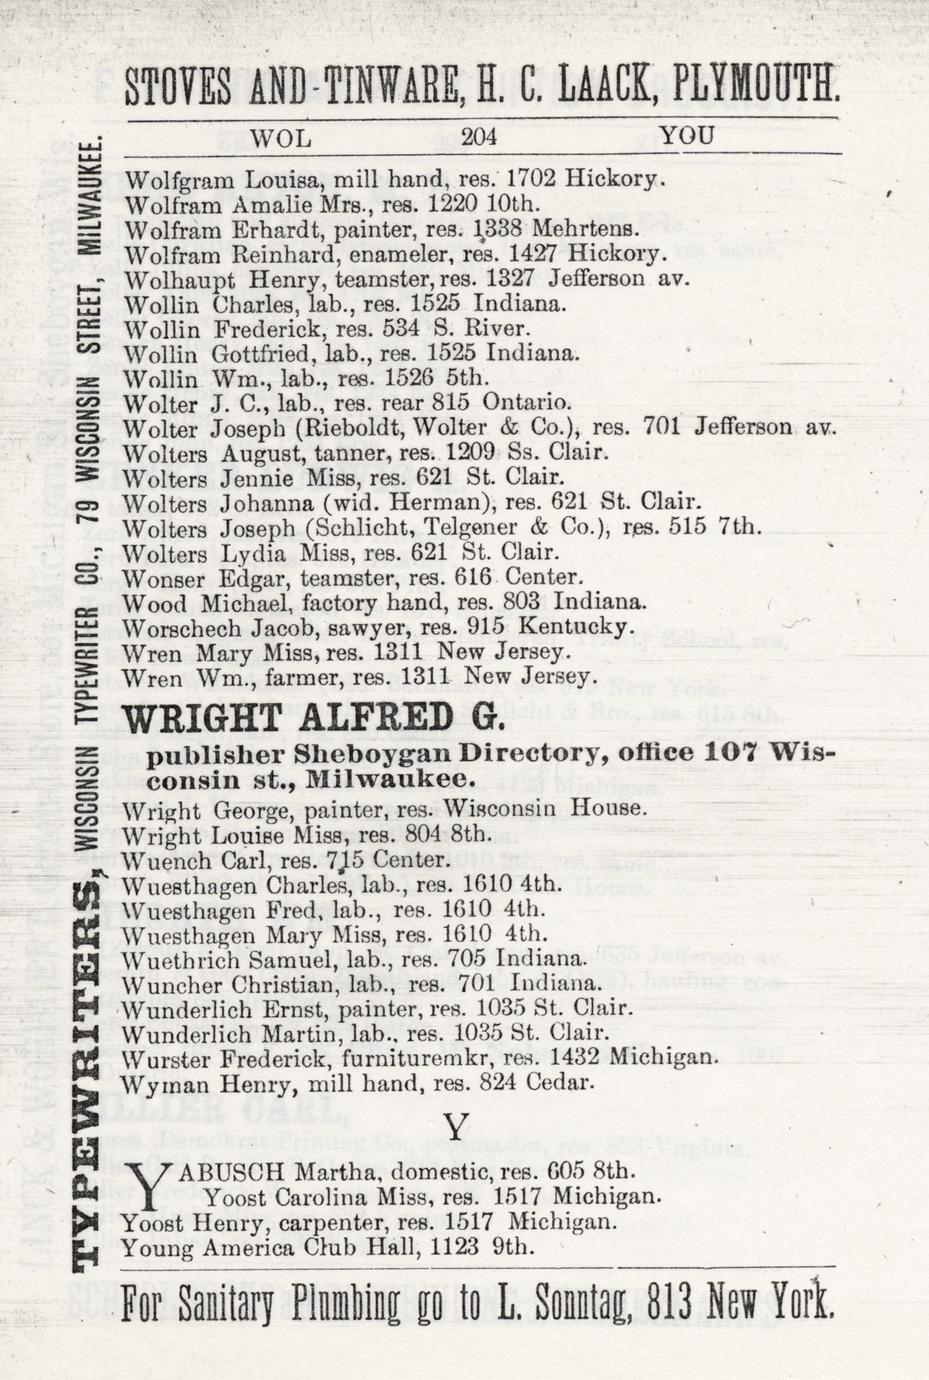 STOVES AND TINWARE, H. C. LAACK, PLYMOUTH.
WOL 204 YOU
Wolfgram Louisa, mill hand, res. 1702 Hickory.
Wolfram Amalie Mrs., res. 1220 10th.
Wolfram Erhardt, painter, res. 1338 Mehrtens.
Wolfram Reinhard, enameler, res. 1427 Hickory.
Wolhaupt Henry, teamster, res. 1327 Jefferson av.
Wollin Charles, lab., res. 1525 Indiana.
Wollin Frederick, res. 534 S. River.
Wollin Gottfried, lab., res. 1525 Indiana.
Wollin Wm., lab., res. 1526 5th.
Wolter J. C., lab., res. rear 815 Ontario.
Wolter Joseph (Rieboldt, Wolter & Co.), res. 701 Jefferson av.
Wolters August, tanner, res. 1209 Ss. Clair.
Wolters Jennie Miss, res. 621 St. Clair.
Wolters Johanna (wid. Herman), res. 621 St. Clair.
Wolters Joseph (Schlicht, Telgener & Co.), res. 515 7th.
Wolters Lydia Miss, res. 621 St. Clair.
Wonser Edgar, teamster, res. 616 Center.
Wood Michael, factory hand, res. 803 Indiana.
Worschech Jacob, sawyer, res. 915 Kentucky.
Wren Mary Miss, res. 1311 New Jersey.
Wren Wm., farmer, res. 1311 New Jersey.
WRIGHT ALFRED G.
publisher Sheboygan Directory, office 107 Wis-
consin st., Milwaukee.
Wright George, painter, res. Wisconsin House.
Wright Louise Miss, res. 804 8th.
Wuench Carl, res. 715 Center.
Wuesthagen Charles, lab., res. 1610 4th.
Wuesthagen Fred, lab., res. 1610 4th.
Wuesthagen Mary Miss, res. 1610 4th.
Wuethrich Samuel, lab., res. 705 Indiana.
Wuncher Christian, lab., res. 701 Indiana.
Wunderlich Ernst, painter, res. 1035 St. Clair.
Wunderlich Martin, lab., res. 1035 St. Clair.
Wurster Frederick, furnituremkr, res. 1432 Michigan.
Wyman Henry, mill hand, res. 824 Cedar.
Y
YABUSCH Martha, domestic, res. 605 8th.
Yoost Carolina Miss, res. 1517 Michigan.
Yoost Henry, carpenter, res. 1517 Michigan.
Young America Club Hall, 1123 9th.
For Sanitary Plumbing go to L. Sonntag, 813 New York.
TYPEWRITERS, WISCONSIN TYPEWRITER CO., 79 WISCONSIN STREET, MILWAUKEE.